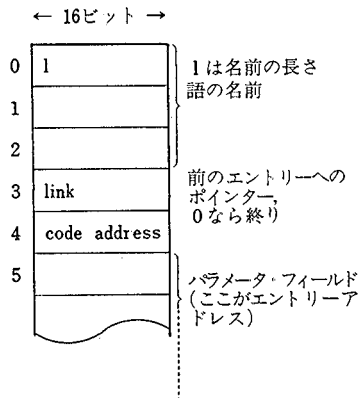 ← 16ビット →
0 l
lは名前の長さ
語の名前
1
2
3 link
前のエントリーへの
ポインター,
0なら終り
4 code address
5
パラメータ・フィールド
(ここがエントリーア
ドレス)